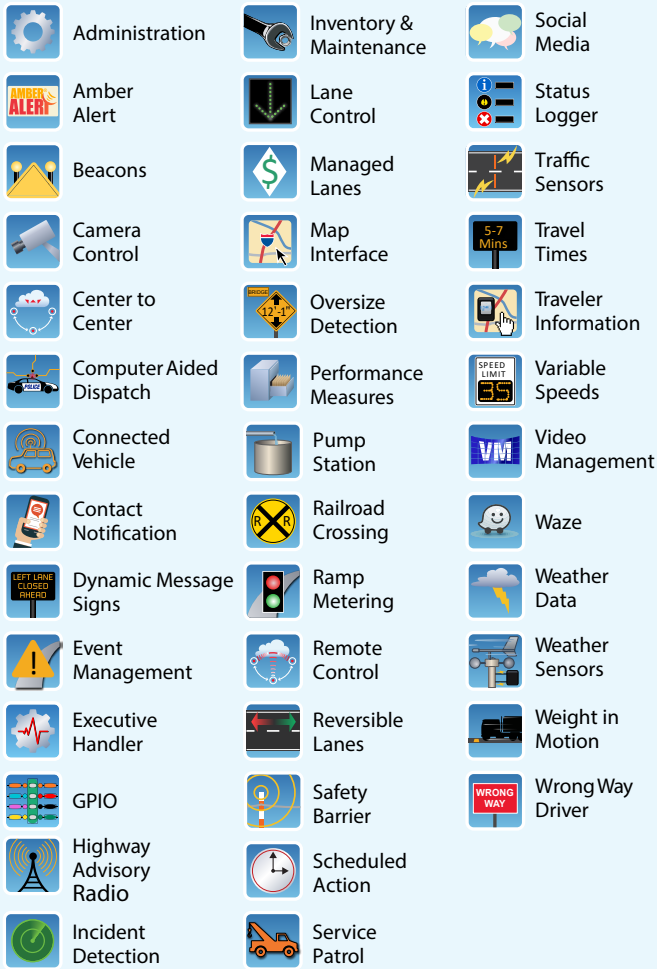 Administration
AMBER
ALERT
Amber
Alert
Beacons
Camera
Control
Center to
Center
POLICE
Computer Aided
Dispatch
Connected
Vehicle
Contact
Notification
LEFT LANE
CLOSED
AHEAD
Dynamic Message
Signs
!
Event
Management
Executive
Handler
GPIO
Highway
Advisory
Radio
Incident
Detection
Inventory &
Maintenance
Lane
Control
$
Managed
Lanes
Map
Interface
BRIDGE
12'-1"
Oversize
Detection
Performance
Measures
Pump
Station
R R
Railroad
Crossing
Ramp
Metering
Remote
Control
Reversible
Lanes
Safety
Barrier
Scheduled
Action
Service
Patrol
Social
Media
i
Status
Logger
Traffic
Sensors
5-7
Mins
Travel
Times
Traveler
Information
SPEED
LIMIT
35
Variable
Speeds
VM
Video
Management
Waze
Weather
Data
Weather
Sensors
Weight in
Motion
WRONG
WAY
Wrong Way
Driver